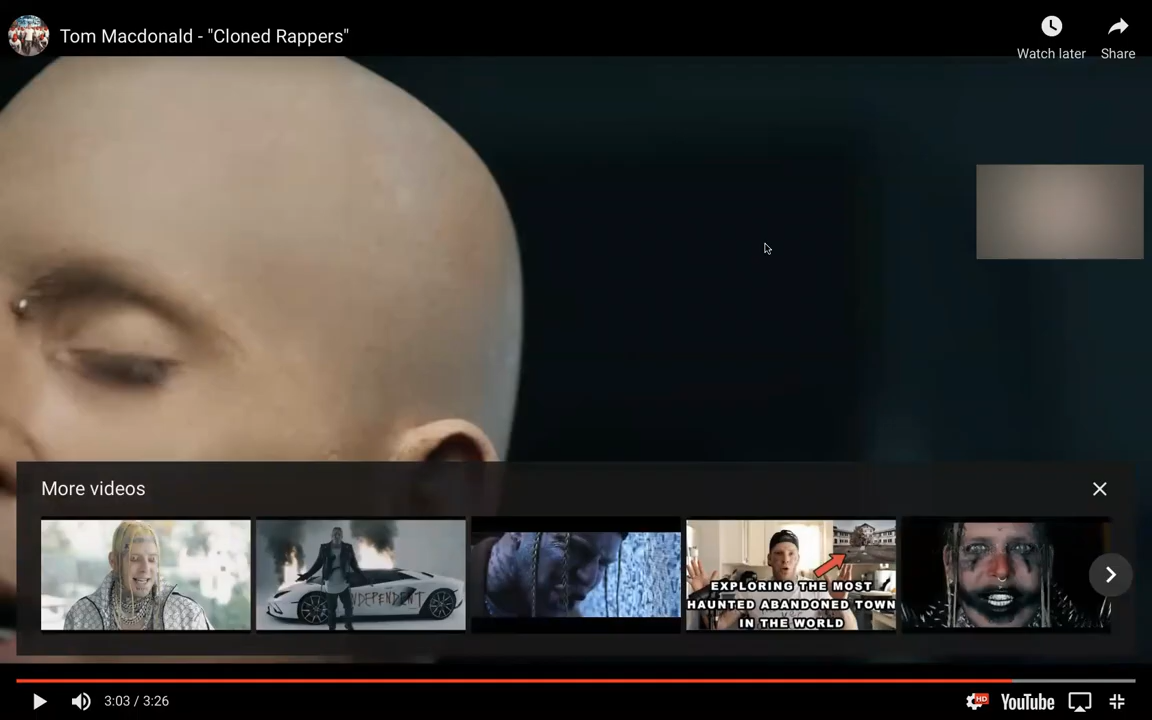 Tom Macdonald - "Cloned Rappers"
Watch later
Share
More videos
INDEPENDENT
EXPLORING THE MOST
HAUNTED ABANDONED TOWN
IN THE WORLD
3:03 / 3:26
HD
YouTube